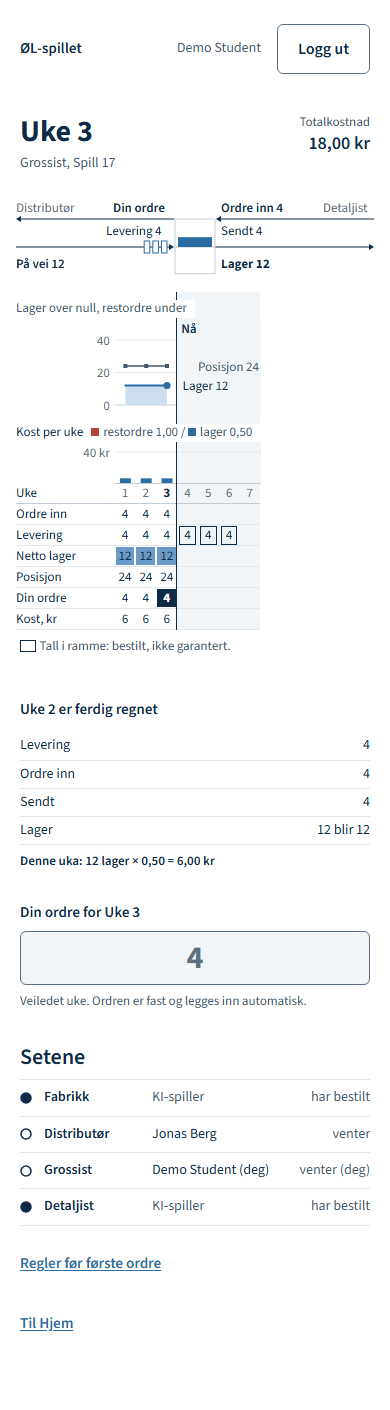 ØL-spillet Demo Student Logg ut
Uke 3 Totalkostnad
18,00 kr
Grossist, Spill 17
Distributør Din ordre Ordre inn 4 Detaljist
Levering 4 Sendt 4
På vei 12 Lager 12
Lager over null, restordre under
Nå
40
20 Posisjon 24
Lager 12
0
Kost per uke restordre 1,00 / lager 0,50
40 kr
Uke 1 2 3 4 5 6 7
Ordre inn 4 4 4
Levering 4 4 4 4 4 4
Netto lager 12 12 12
Posisjon 24 24 24
Din ordre 4 4 4
Kost, kr 6 6 6
Tall i ramme: bestilt, ikke garantert.
Uke 2 er ferdig regnet
Levering 4
Ordre inn 4
Sendt 4
Lager 12 blir 12
Denne uka: 12 lager × 0,50 = 6,00 kr
Din ordre for Uke 3
4
Veiledet uke. Ordren er fast og legges inn automatisk.
Setene
Fabrikk KI-spiller har bestilt
Distributør Jonas Berg venter
Grossist Demo Student (deg) venter (deg)
Detaljist KI-spiller har bestilt
Regler før første ordre
Til Hjem